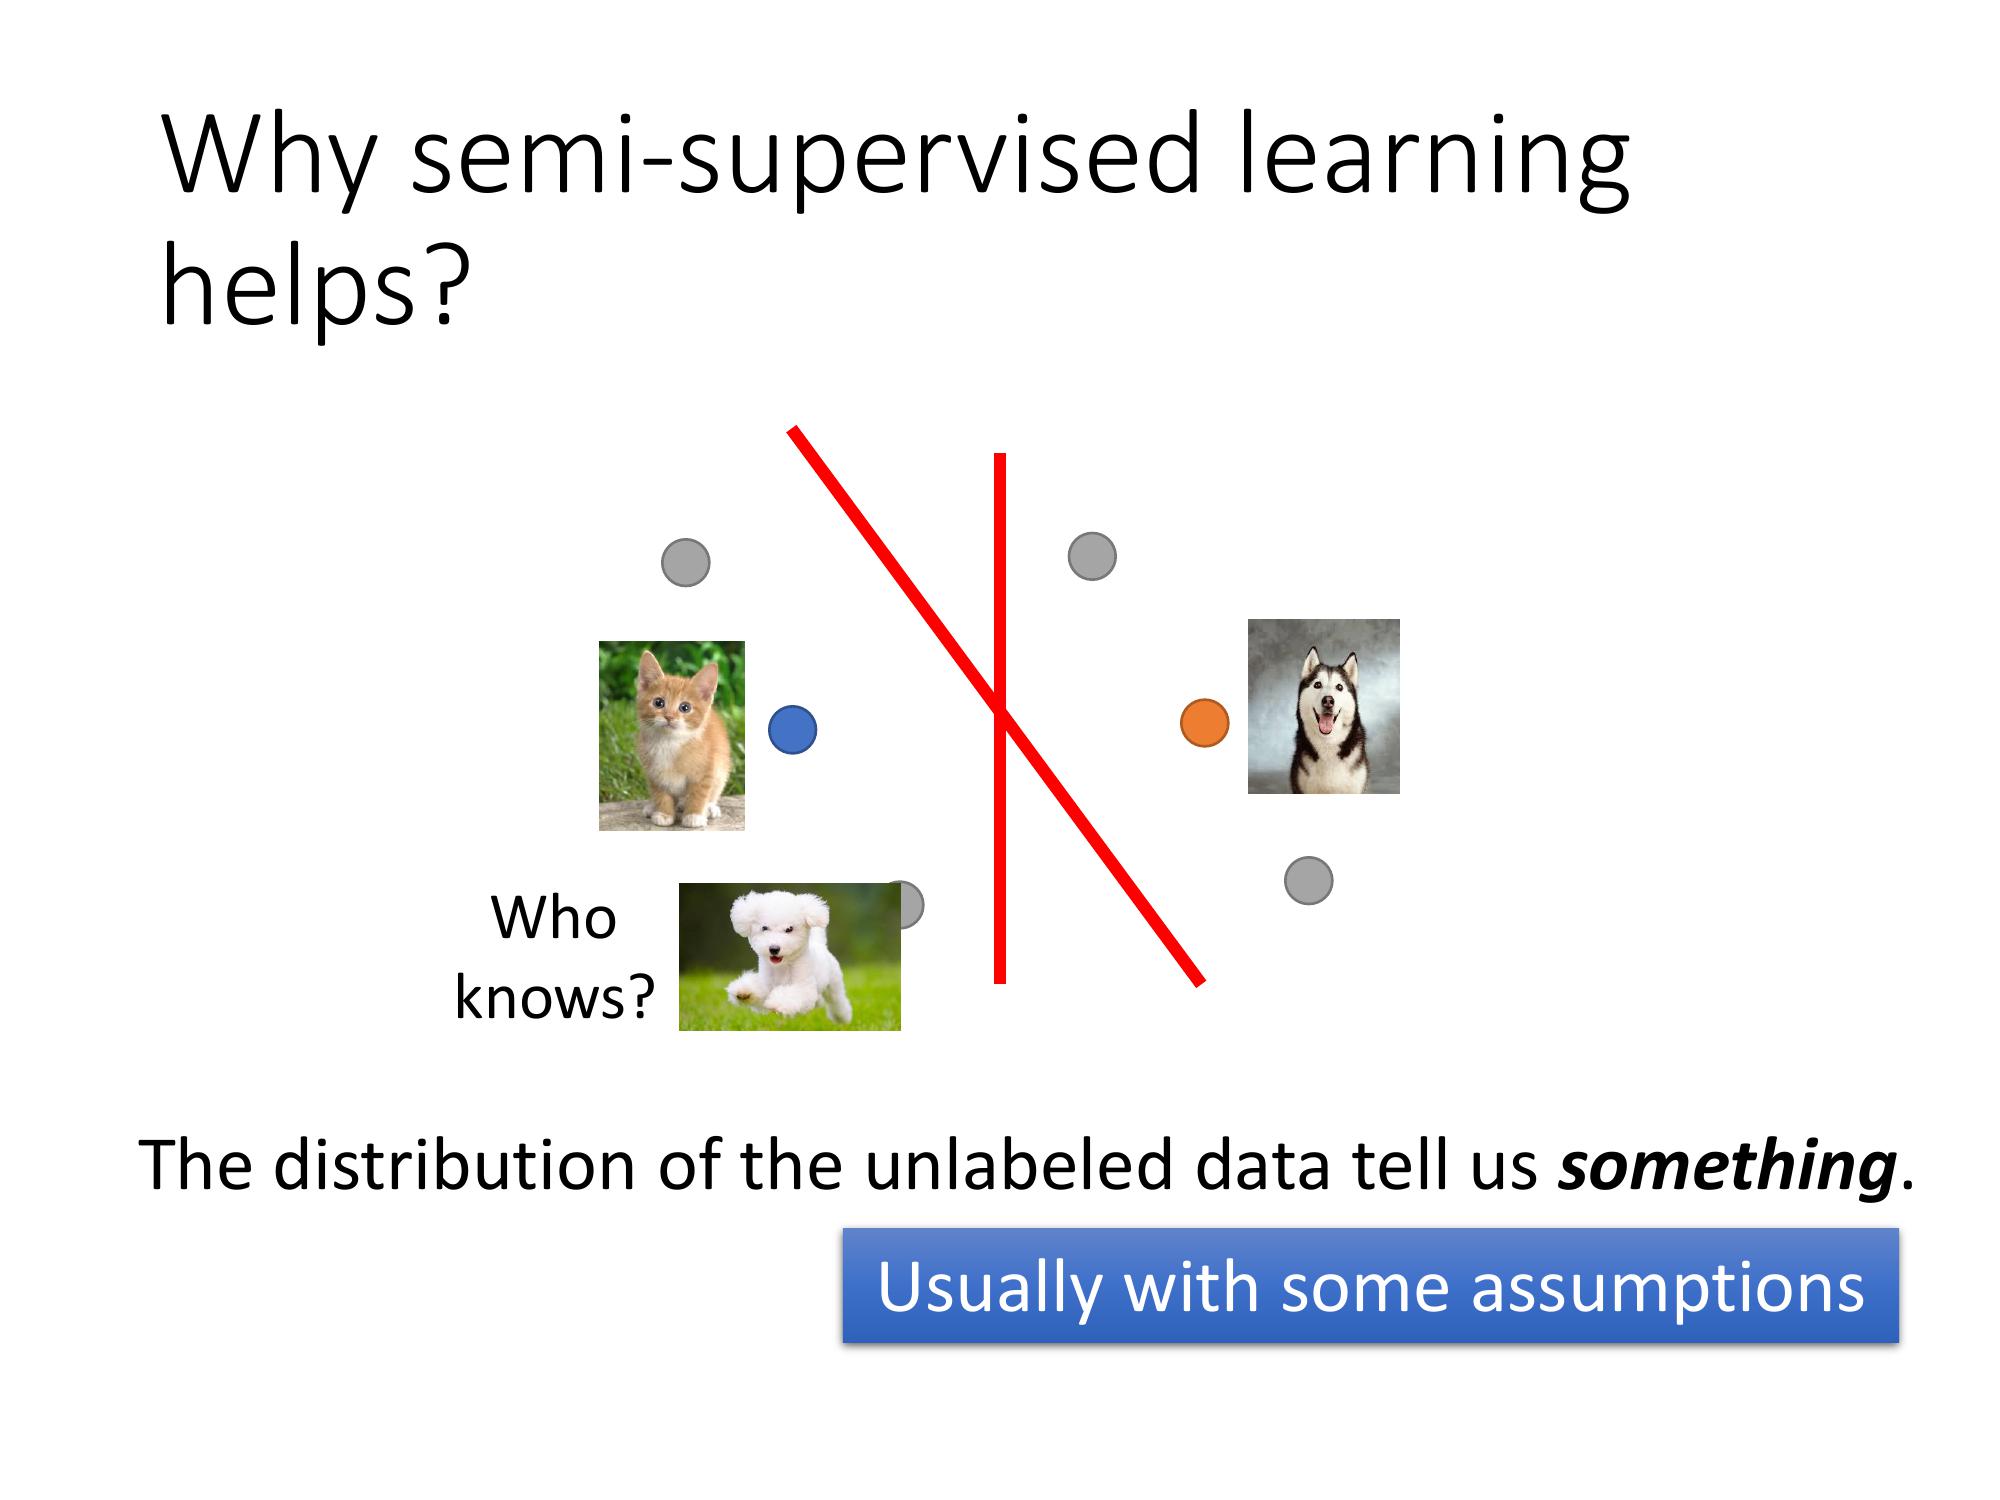 Why semi-supervised learning
helps?
Who
knows?
The distribution of the unlabeled data tell us something.
Usually with some assumptions